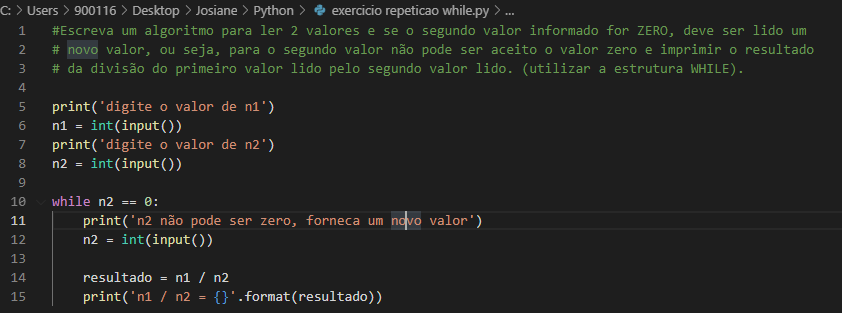 C: > Users > 900116 > Desktop > Josiane > Python > exercicio repeticao while.py > ...
1 #Escreva um algoritmo para ler 2 valores e se o segundo valor informado for ZERO, deve ser lido um
2 # novo valor, ou seja, para o segundo valor não pode ser aceito o valor zero e imprimir o resultado
3 # da divisão do primeiro valor lido pelo segundo valor lido. (utilizar a estrutura WHILE).
4
5 print('digite o valor de n1')
6 n1 = int(input())
7 print('digite o valor de n2')
8 n2 = int(input())
9
10 while n2 == 0:
11     print('n2 não pode ser zero, forneca um novo valor')
12     n2 = int(input())
13
14     resultado = n1 / n2
15     print('n1 / n2 = {}'.format(resultado))